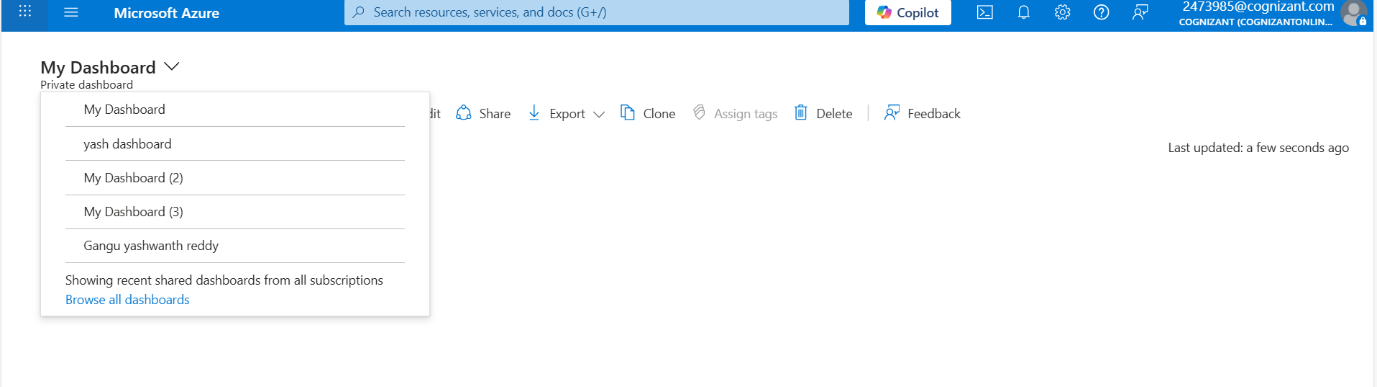 Microsoft Azure
Search resources, services, and docs (G+/)
Copilot
2473985@cognizant.com
COGNIZANT (COGNIZANTONLIN...
My Dashboard
Private dashboard
My Dashboard
yash dashboard
My Dashboard (2)
My Dashboard (3)
Gangu yashwanth reddy
Showing recent shared dashboards from all subscriptions
Browse all dashboards
dit Share Export Clone Assign tags Delete Feedback
Last updated: a few seconds ago